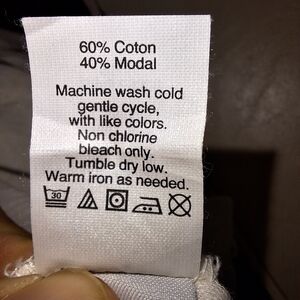 60% Coton
40% Modal
Machine wash cold
gentle cycle,
with like colors.
Non chlorine
bleach only.
Tumble dry low.
Warm iron as needed.
30